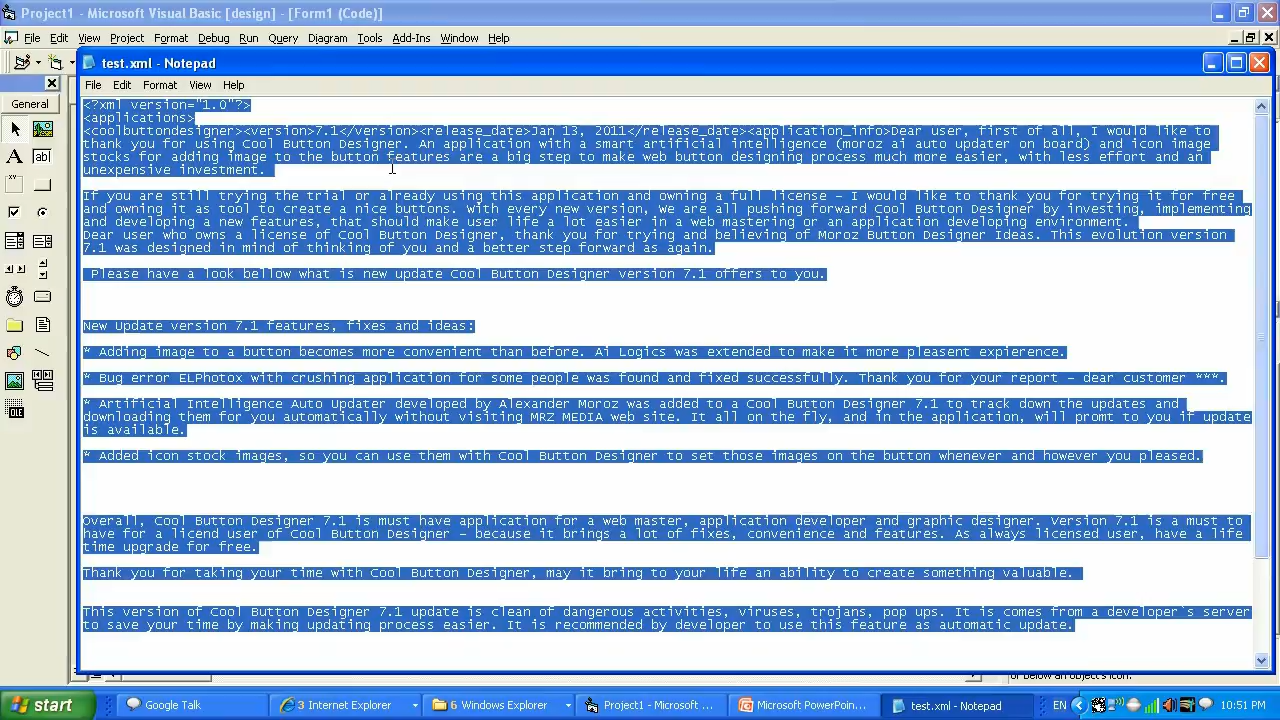 Project1 - Microsoft Visual Basic [design] - [Form1 (Code)]
File Edit View Project Format Debug Run Query Diagram Tools Add-Ins Window Help
test.xml - Notepad
General
File Edit Format View Help
<?xml version="1.0"?>
<applications>
<coolbuttondesigner><version>7.1</version><release_date>Jan 13, 2011</release_date><application_info>Dear user, first of all, I would like to
thank you for using Cool Button Designer. An application with a smart artificial intelligence (moroz ai auto updater on board) and icon image
stocks for adding image to the button features are a big step to make web button designing process much more easier, with less effort and an
unexpensive investment.
If you are still trying the trial or already using this application and owning a full license – I would like to thank you for trying it for free
and owning it as tool to create a nice buttons. With every new version, We are all pushing forward Cool Button Designer by investing, implementing
and developing a new features, that should make user life a lot easier in a web mastering or an application developing environment.
Dear user who owns a license of Cool Button Designer, thank you for trying and believing of Moroz Button Designer Ideas. This evolution version
7.1 was designed in mind of thinking of you and a better step forward as again.
Please have a look bellow what is new update Cool Button Designer version 7.1 offers to you.
New Update version 7.1 features, fixes and ideas:
* Adding image to a button becomes more convenient than before. Ai Logics was extended to make it more pleasent expierence.
* Bug error ELPhotox with crushing application for some people was found and fixed successfully. Thank you for your report – dear customer ***.
* Artificial Intelligence Auto Updater developed by Alexander Moroz was added to a Cool Button Designer 7.1 to track down the updates and
downloading them for you automatically without visiting MRZ MEDIA web site. It all on the fly, and in the application, will promt to you if update
is available.
* Added icon stock images, so you can use them with Cool Button Designer to set those images on the button whenever and however you pleased.
Overall, Cool Button Designer 7.1 is must have application for a web master, application developer and graphic designer. Version 7.1 is a must to
have for a licend user of Cool Button Designer – because it brings a lot of fixes, convenience and features. As always licensed user, have a life
time upgrade for free.
Thank you for taking your time with Cool Button Designer, may it bring to your life an ability to create something valuable.
This version of Cool Button Designer 7.1 update is clean of dangerous activities, viruses, trojans, pop ups. It is comes from a developer`s server
to save your time by making updating process easier. It is recommended by developer to use this feature as automatic update.
or below an object's icon.
start Google Talk 3 Internet Explorer 6 Windows Explorer Project1 - Microsoft ... Microsoft PowerPoin... test.xml - Notepad EN 10:51 PM